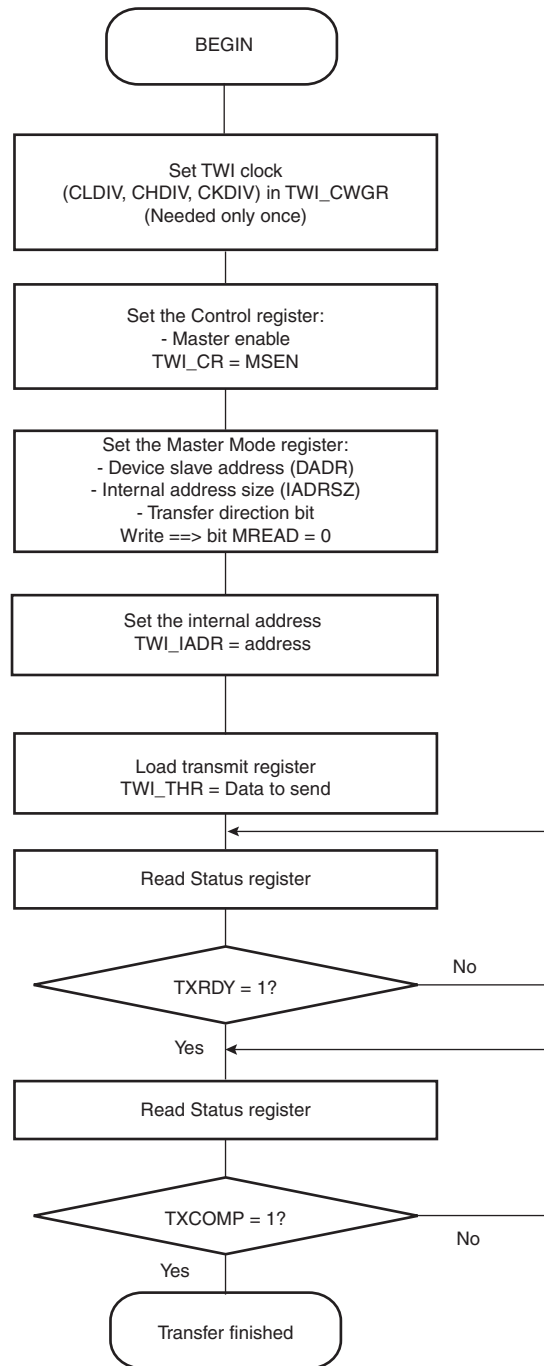 BEGIN
Set TWI clock
(CLDIV, CHDIV, CKDIV) in TWI_CWGR
(Needed only once)
Set the Control register:
- Master enable
TWI_CR = MSEN
Set the Master Mode register:
- Device slave address (DADR)
- Internal address size (IADRSZ)
- Transfer direction bit
Write ==> bit MREAD = 0
Set the internal address
TWI_IADR = address
Load transmit register
TWI_THR = Data to send
Read Status register
TXRDY = 1?
No
Yes
Read Status register
TXCOMP = 1?
No
Yes
Transfer finished